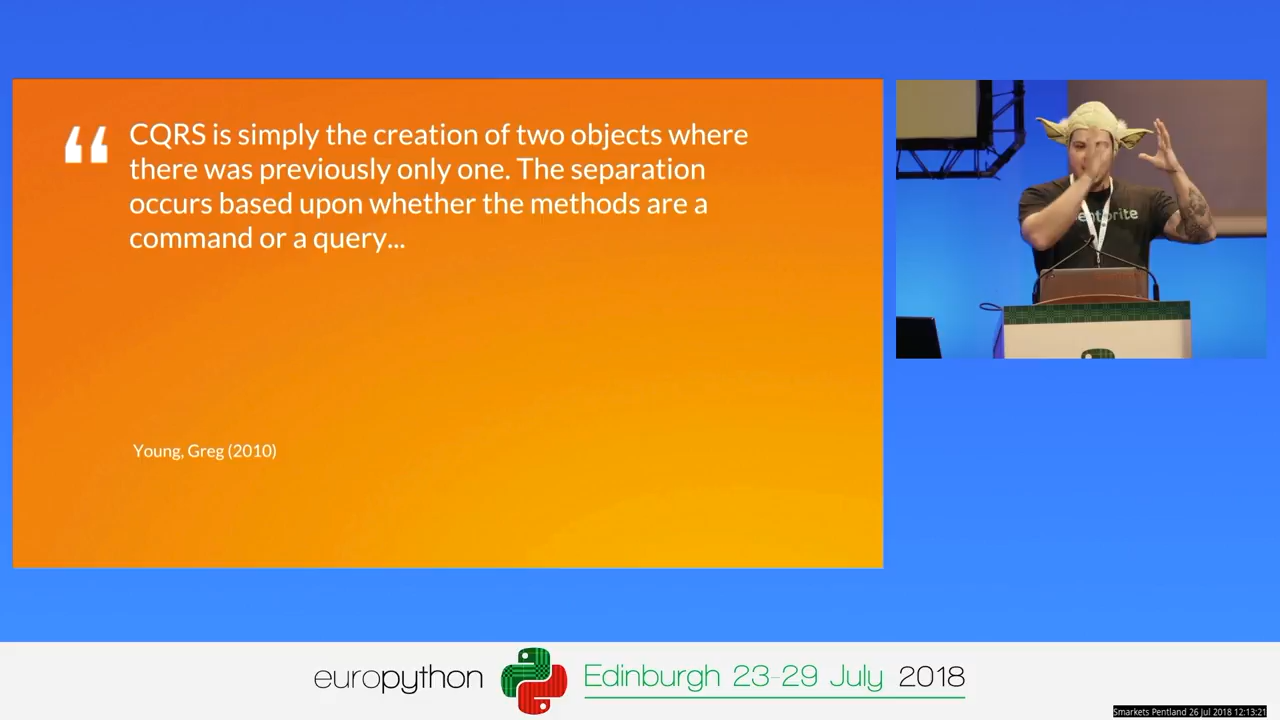 “
CQRS is simply the creation of two objects where
there was previously only one. The separation
occurs based upon whether the methods are a
command or a query...
Young, Greg (2010)
europython
Edinburgh 23-29 July 2018
Smarkets Pentland 26 Jul 2018 12:13:21